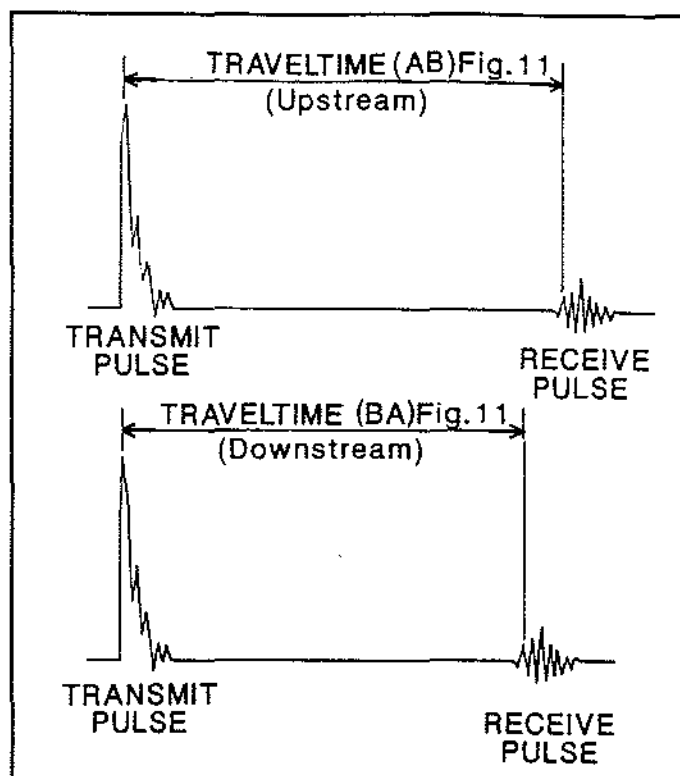 TRAVELTIME (AB)Fig.11
(Upstream)
TRANSMIT
PULSE
RECEIVE
PULSE
TRAVELTIME (BA)Fig.11
(Downstream)
TRANSMIT
PULSE
RECEIVE
PULSE